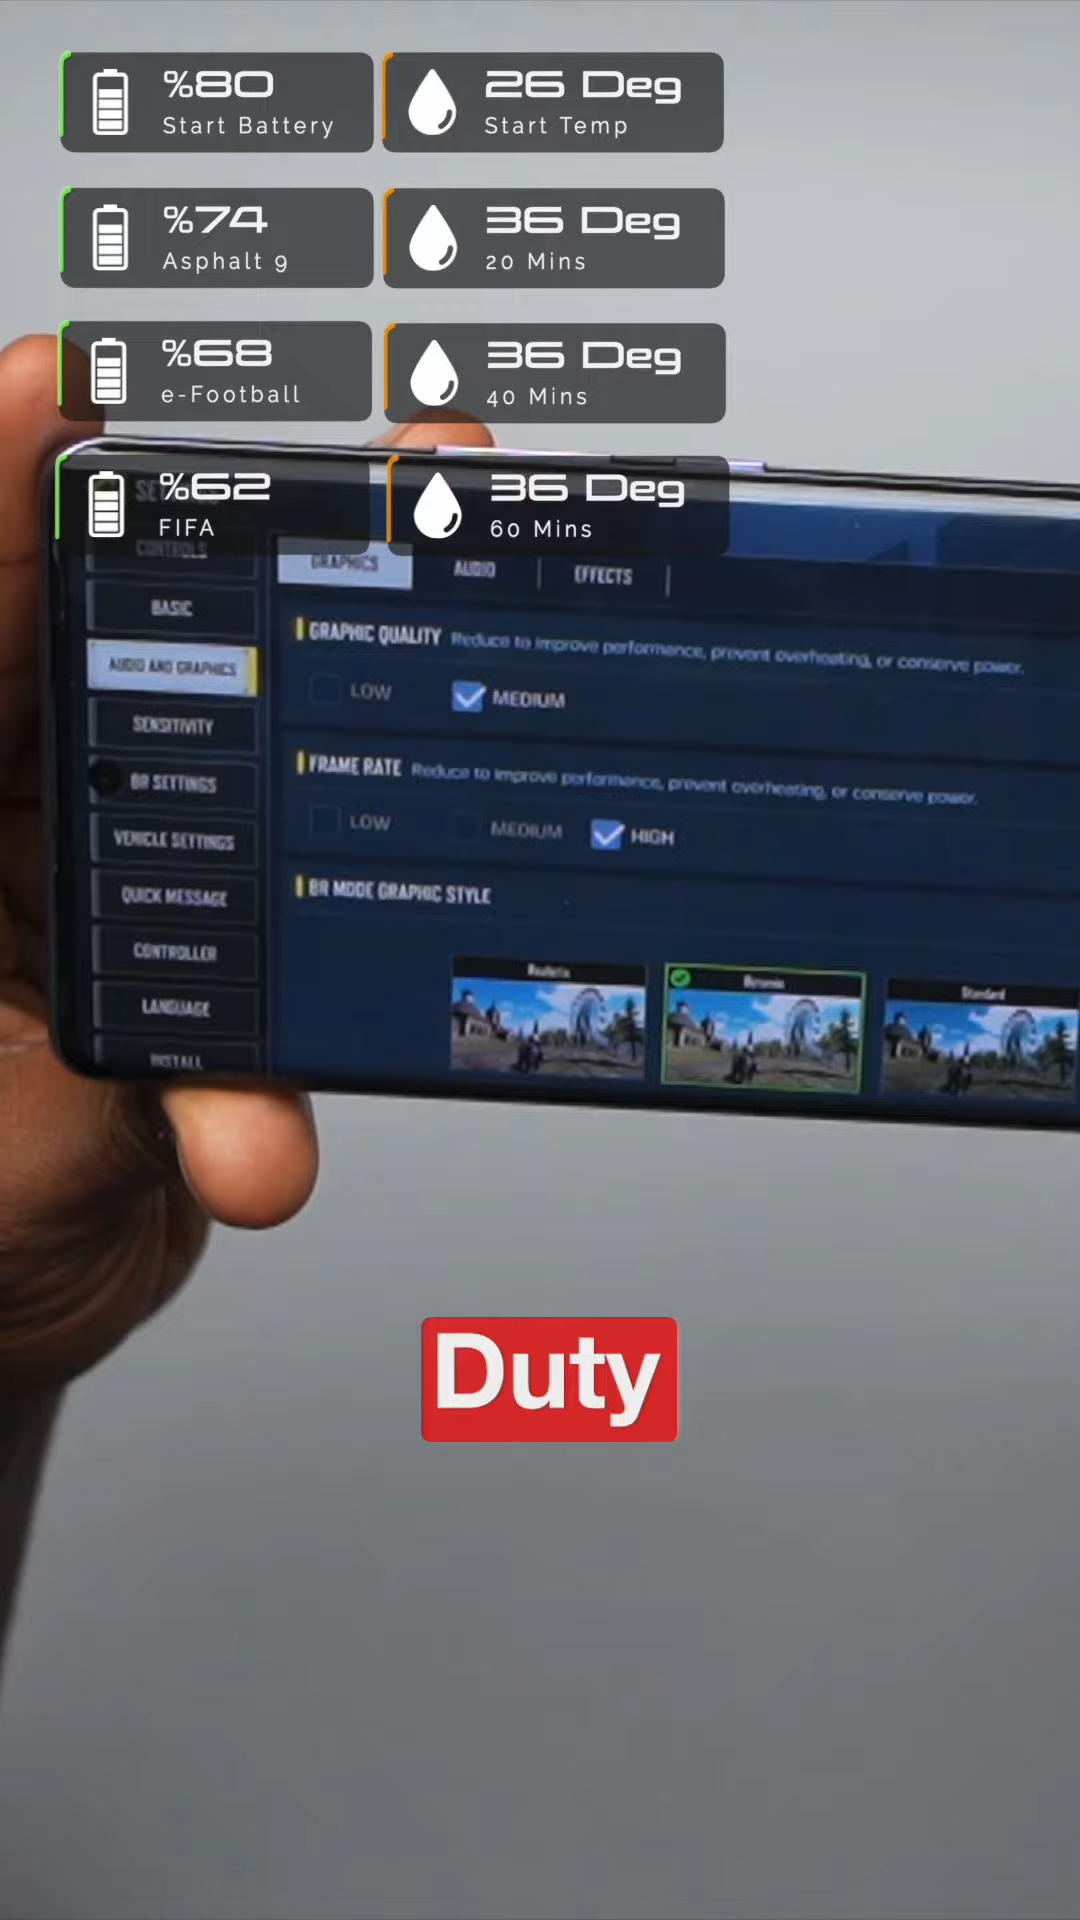 %80
Start Battery
26 Deg
Start Temp
%74
Asphalt 9
36 Deg
20 Mins
%68
e-Football
36 Deg
40 Mins
%62
FIFA
36 Deg
60 Mins
CONTROLS
BASIC
AUDIO AND GRAPHICS
SENSITIVITY
BR SETTINGS
VEHICLE SETTINGS
QUICK MESSAGE
CONTROLLER
LANGUAGE
INSTALL
GRAPHICS
AUDIO
EFFECTS
GRAPHIC QUALITY Reduce to improve performance, prevent overheating, or conserve power.
LOW
MEDIUM
FRAME RATE Reduce to improve performance, prevent overheating, or conserve power.
LOW
MEDIUM
HIGH
BR MODE GRAPHIC STYLE
Realistic
Standard
Duty